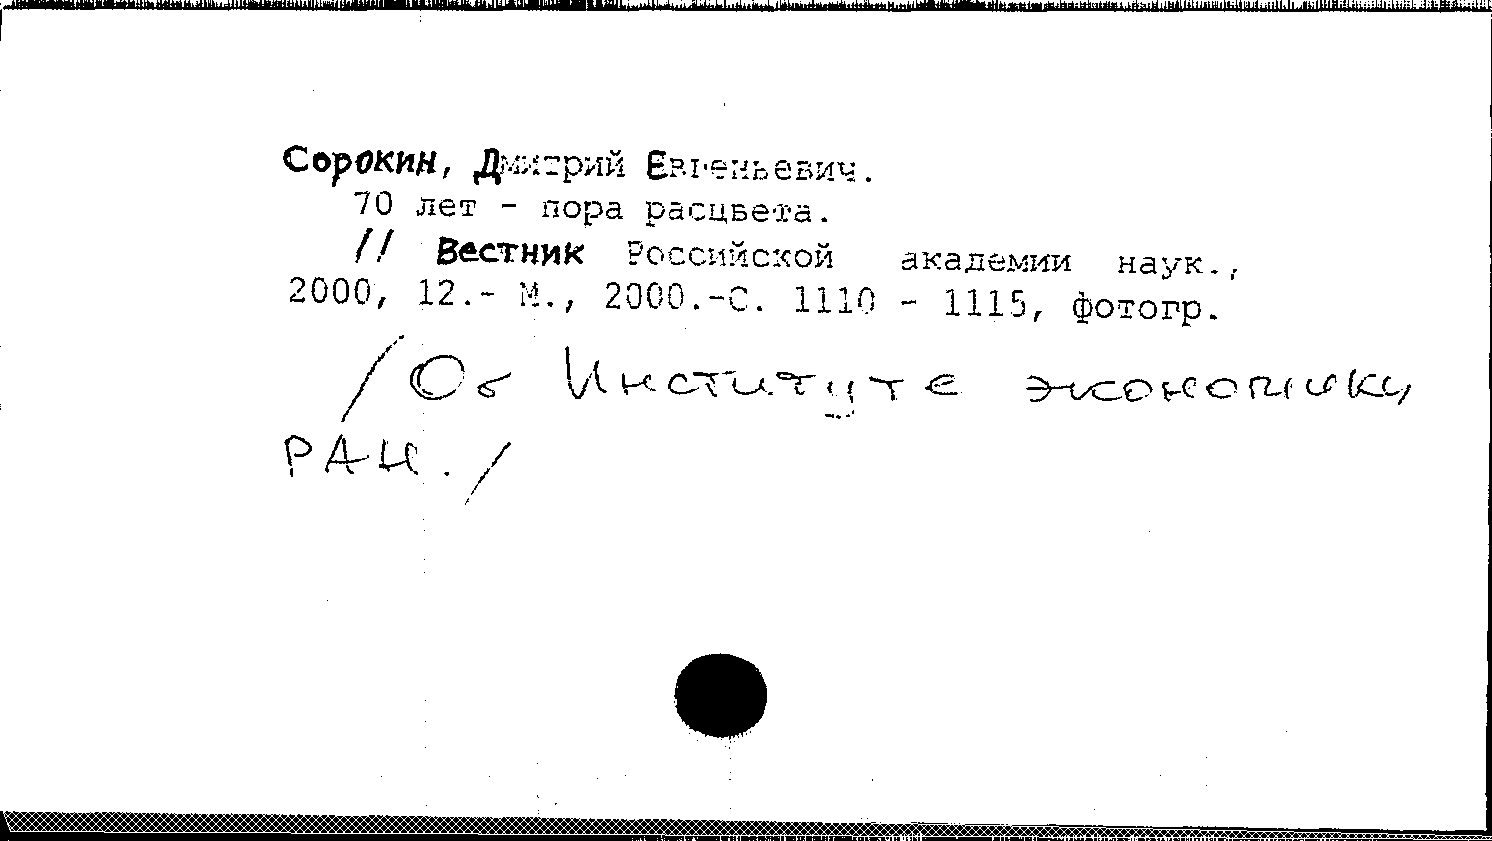 Сорокин, Дмитрий Евгеньевич.
70 лет - пора расцвета.
// Вестник Российской академии наук.,
2000, 12.- М., 2000.-С. 1110 - 1115, фотогр.
/Об Институте экономики
РАН./